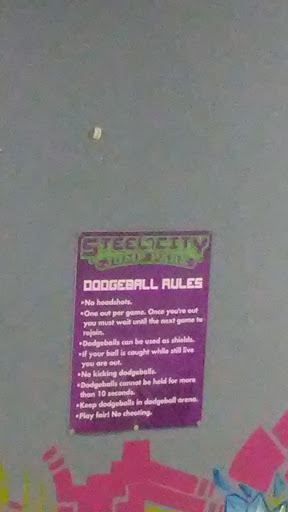 STEEL CITY
JUMP PARK
DODGEBALL RULES
•No headshots.
•One out per game. Once you're out
you must wait until the next game to
rejoin.
•Dodgeballs can be used as shields.
•If your ball is caught while still live
you are out.
•No kicking dodgeballs.
•Dodgeballs cannot be held for more
than 10 seconds.
•Keep dodgeballs in dodgeball arena.
•Play fair! No cheating.